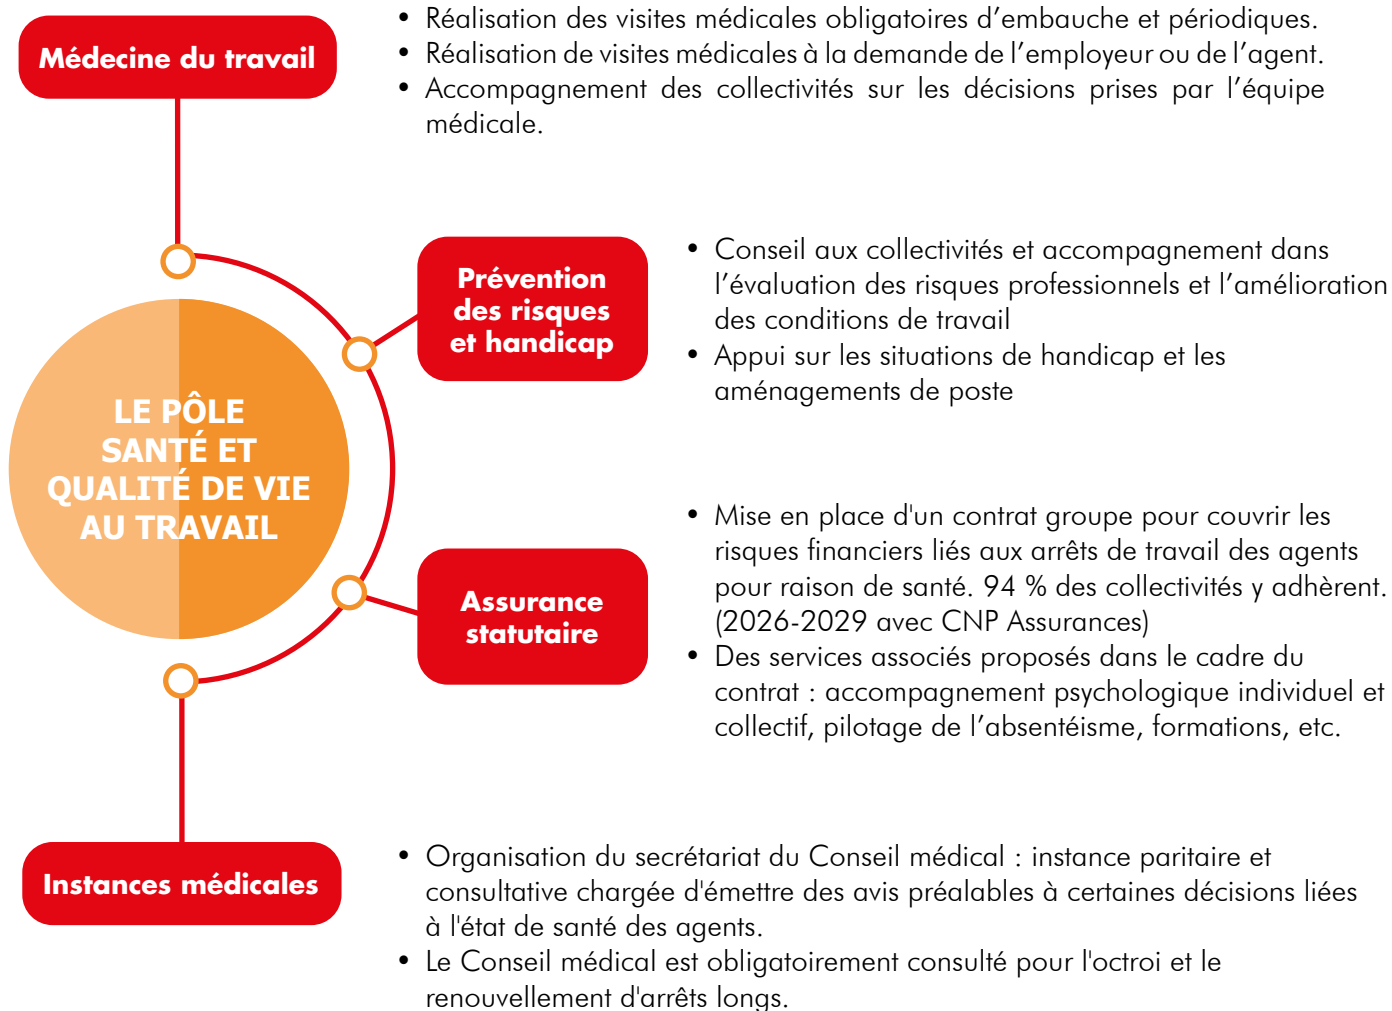 Médecine du travail
• Réalisation des visites médicales obligatoires d’embauche et périodiques.
• Réalisation de visites médicales à la demande de l’employeur ou de l’agent.
• Accompagnement des collectivités sur les décisions prises par l’équipe
médicale.
LE PÔLE
SANTÉ ET
QUALITÉ DE VIE
AU TRAVAIL
Prévention
des risques
et handicap
• Conseil aux collectivités et accompagnement dans
l’évaluation des risques professionnels et l’amélioration
des conditions de travail
• Appui sur les situations de handicap et les
aménagements de poste
Assurance
statutaire
• Mise en place d'un contrat groupe pour couvrir les
risques financiers liés aux arrêts de travail des agents
pour raison de santé. 94 % des collectivités y adhèrent.
(2026-2029 avec CNP Assurances)
• Des services associés proposés dans le cadre du
contrat : accompagnement psychologique individuel et
collectif, pilotage de l’absentéisme, formations, etc.
Instances médicales
• Organisation du secrétariat du Conseil médical : instance paritaire et
consultative chargée d'émettre des avis préalables à certaines décisions liées
à l'état de santé des agents.
• Le Conseil médical est obligatoirement consulté pour l'octroi et le
renouvellement d'arrêts longs.